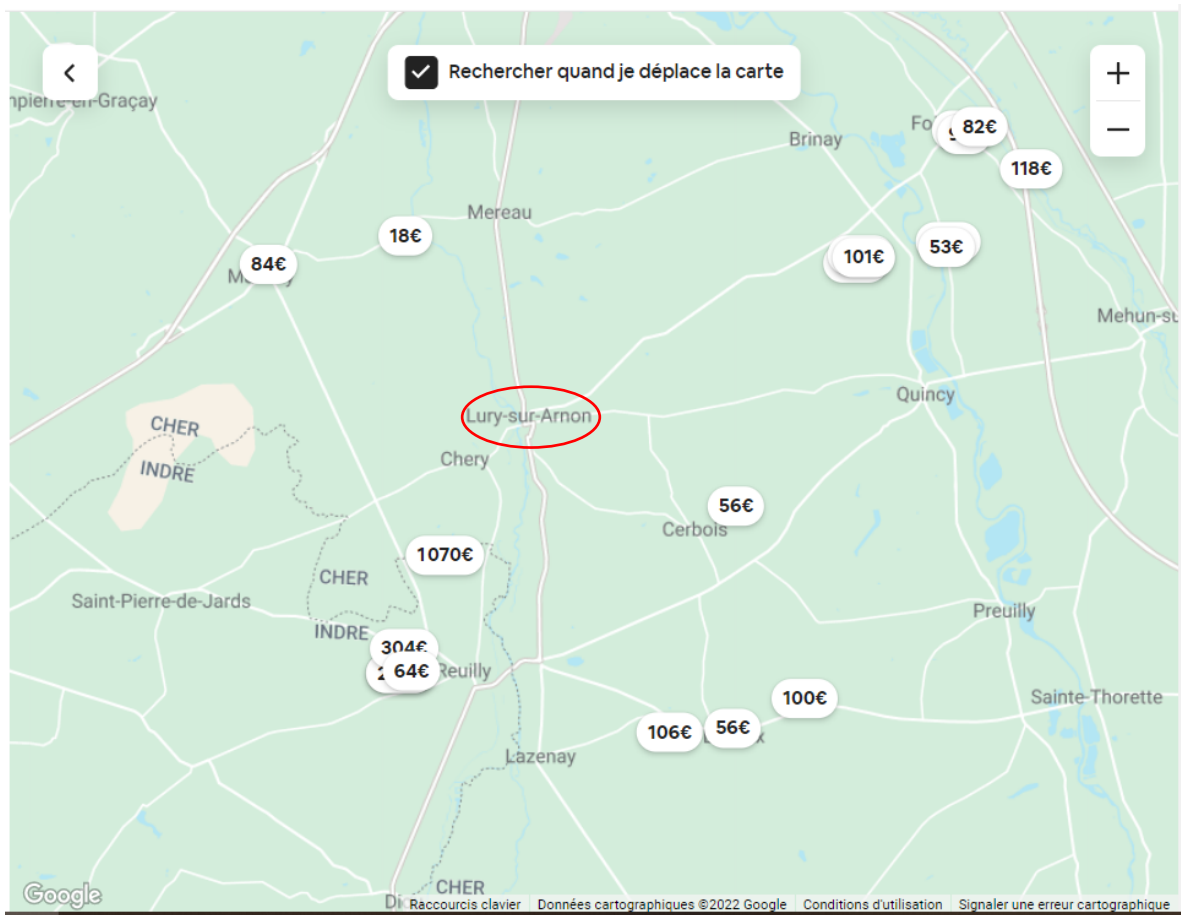 Rechercher quand je déplace la carte
+
−
82€
Brinay
118€
Mereau
18€
84€
53€
101€
Quincy
CHER
Lury-sur-Arnon
Chery
INDRE
56€
Cerbois
1070€
CHER
Saint-Pierre-de-Jards
Preuilly
INDRE
304€
64€
Reuilly
100€
Sainte-Thorette
106€
56€
Lazenay
CHER
Google
Raccourcis clavier
Données cartographiques ©2022 Google
Conditions d'utilisation
Signaler une erreur cartographique